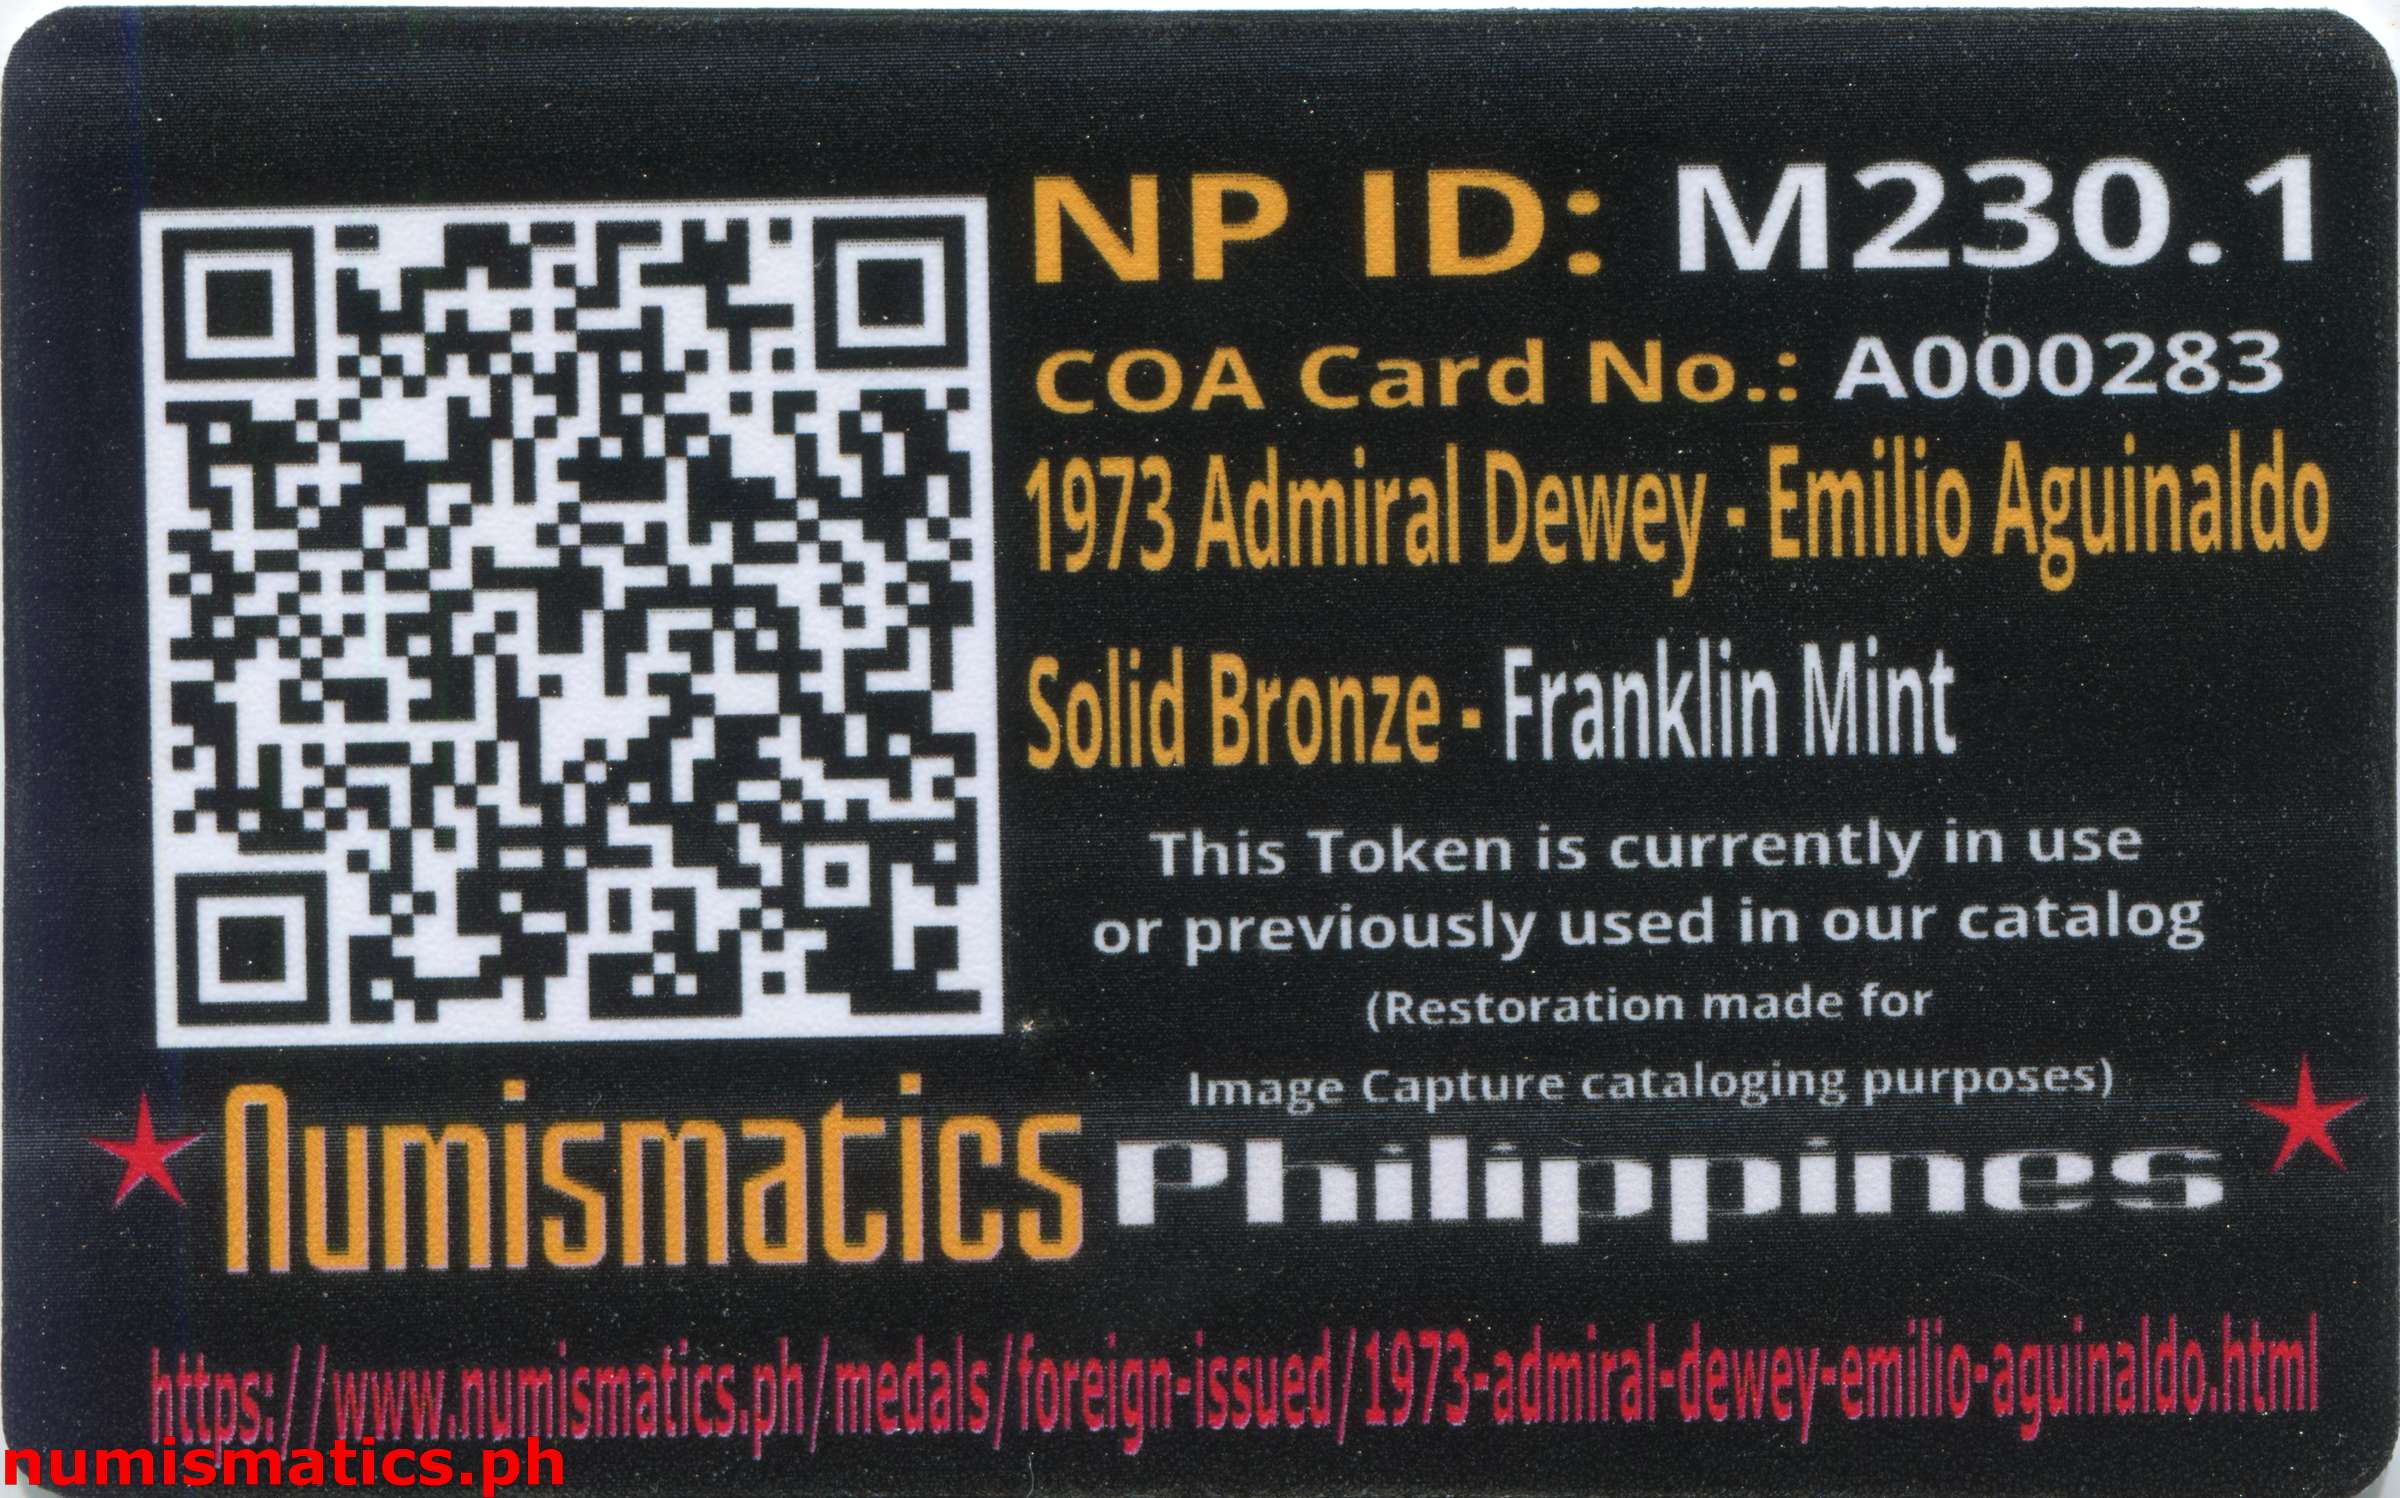 NP ID: M230.1
COA Card No.: A000283
1973 Admiral Dewey - Emilio Aguinaldo
Solid Bronze - Franklin Mint
This Token is currently in use
or previously used in our catalog
(Restoration made for
Image Capture cataloging purposes)
Numismatics Philippines
https://www.numismatics.ph/medals/foreign-issued/1973-admiral-dewey-emilio-aguinaldo.html
numismatics.ph